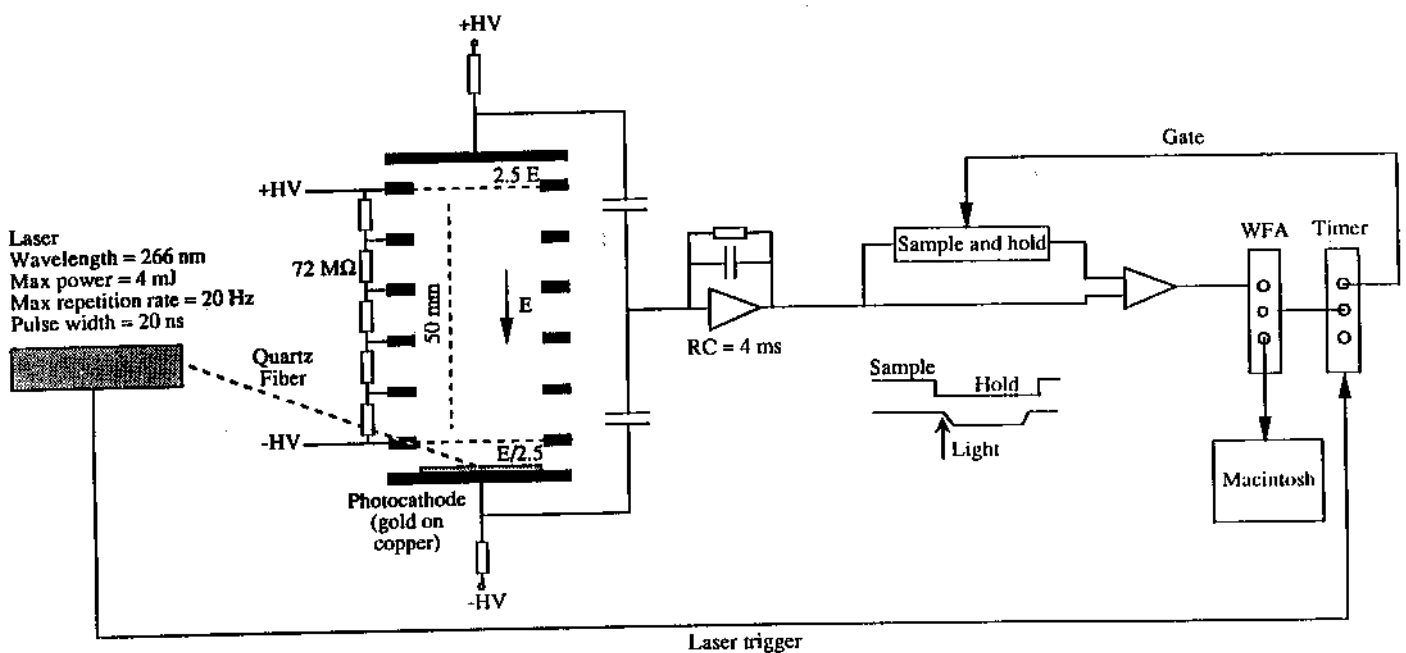 +HV
Gate
2.5 E
+HV
Sample and hold
WFA
Timer
Laser
Wavelength = 266 nm
Max power = 4 mJ
Max repetition rate = 20 Hz
Pulse width = 20 ns
72 MΩ
50 mm
E
RC = 4 ms
Quartz
Fiber
Sample
Hold
-HV
E/2.5
Light
Photocathode
(gold on
copper)
Macintosh
-HV
Laser trigger